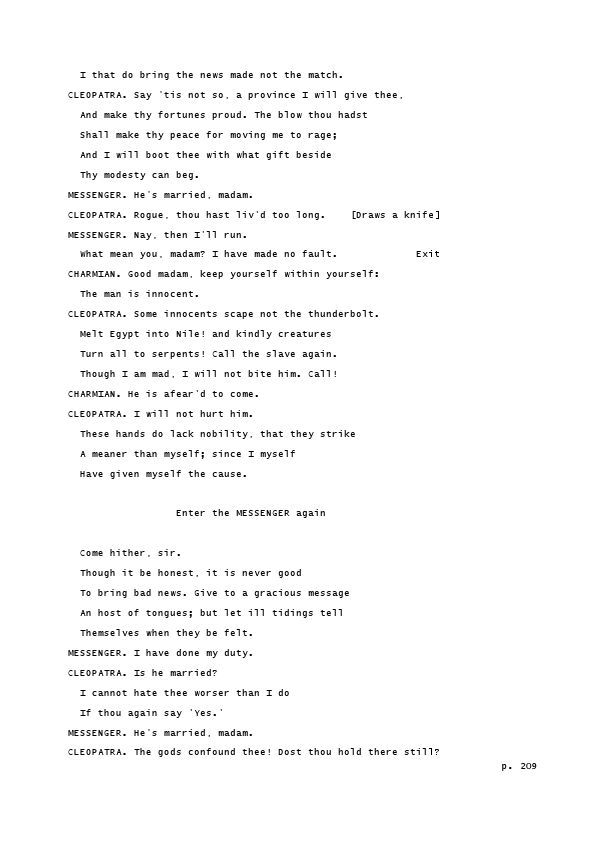 I that do bring the news made not the match.
CLEOPATRA. Say 'tis not so, a province I will give thee,
And make thy fortunes proud. The blow thou hadst
Shall make thy peace for moving me to rage;
And I will boot thee with what gift beside
Thy modesty can beg.
MESSENGER. He's married, madam.
CLEOPATRA. Rogue, thou hast liv'd too long.    [Draws a knife]
MESSENGER. Nay, then I'll run.
What mean you, madam? I have made no fault.             Exit
CHARMIAN. Good madam, keep yourself within yourself:
The man is innocent.
CLEOPATRA. Some innocents scape not the thunderbolt.
Melt Egypt into Nile! and kindly creatures
Turn all to serpents! Call the slave again.
Though I am mad, I will not bite him. Call!
CHARMIAN. He is afear'd to come.
CLEOPATRA. I will not hurt him.
These hands do lack nobility, that they strike
A meaner than myself; since I myself
Have given myself the cause.
Enter the MESSENGER again
Come hither, sir.
Though it be honest, it is never good
To bring bad news. Give to a gracious message
An host of tongues; but let ill tidings tell
Themselves when they be felt.
MESSENGER. I have done my duty.
CLEOPATRA. Is he married?
I cannot hate thee worser than I do
If thou again say 'Yes.'
MESSENGER. He's married, madam.
CLEOPATRA. The gods confound thee! Dost thou hold there still?
p. 209